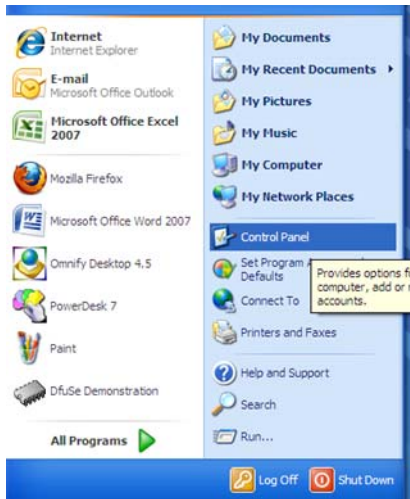 Internet
Internet Explorer
E-mail
Microsoft Office Outlook
Microsoft Office Excel
2007
Mozilla Firefox
Microsoft Office Word 2007
Omnify Desktop 4.5
PowerDesk 7
Paint
DfuSe Demonstration
All Programs
My Documents
My Recent Documents
My Pictures
My Music
My Computer
My Network Places
Control Panel
Set Program A
Defaults
Connect To
Printers and Faxes
Help and Support
Search
Run...
Provides options f
computer, add or
accounts.
Log Off
Shut Down